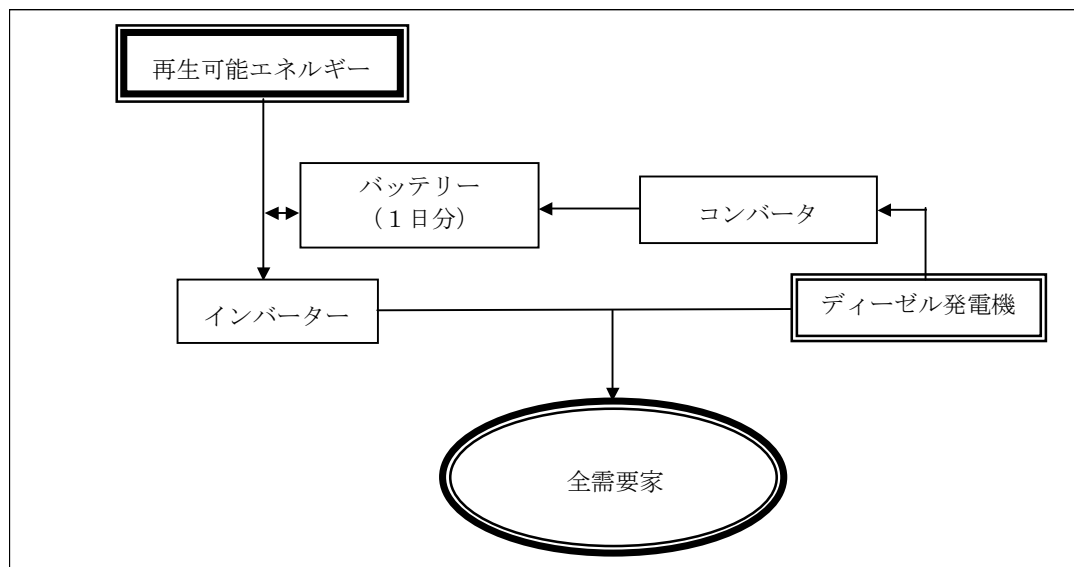 再生可能エネルギー
バッテリー
（１日分）
コンバータ
インバーター
ディーゼル発電機
全需要家